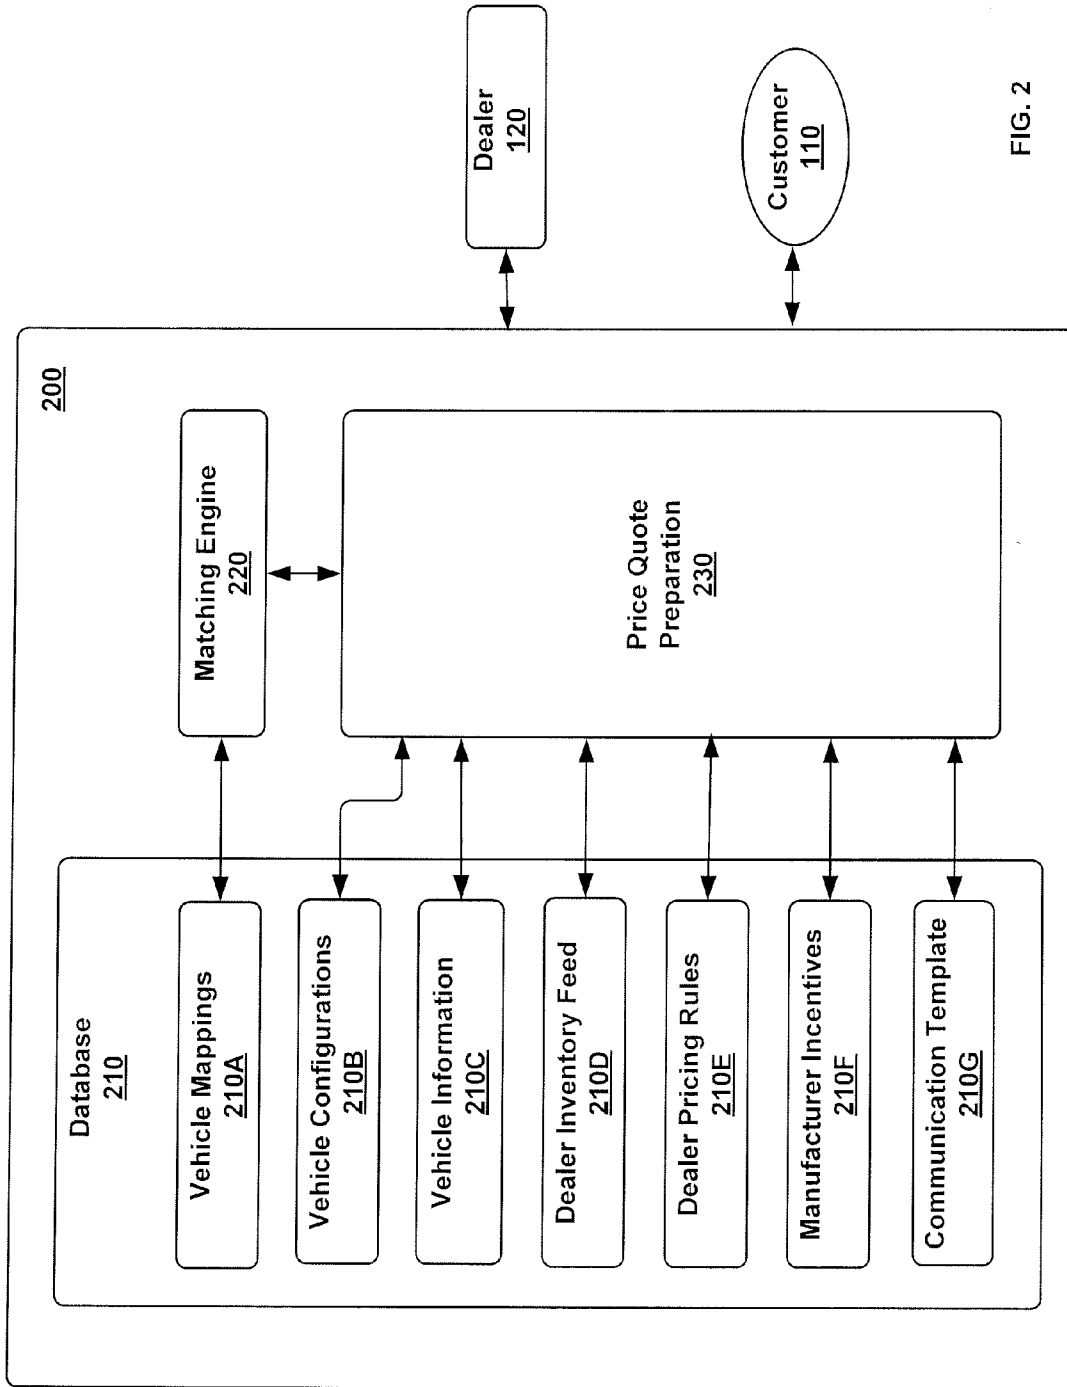 200
Database
210
Vehicle Mappings
210A
Vehicle Configurations
210B
Vehicle Information
210C
Dealer Inventory Feed
210D
Dealer Pricing Rules
210E
Manufacturer Incentives
210F
Communication Template
210G
Matching Engine
220
Price Quote
Preparation
230
Dealer
120
Customer
110
FIG. 2